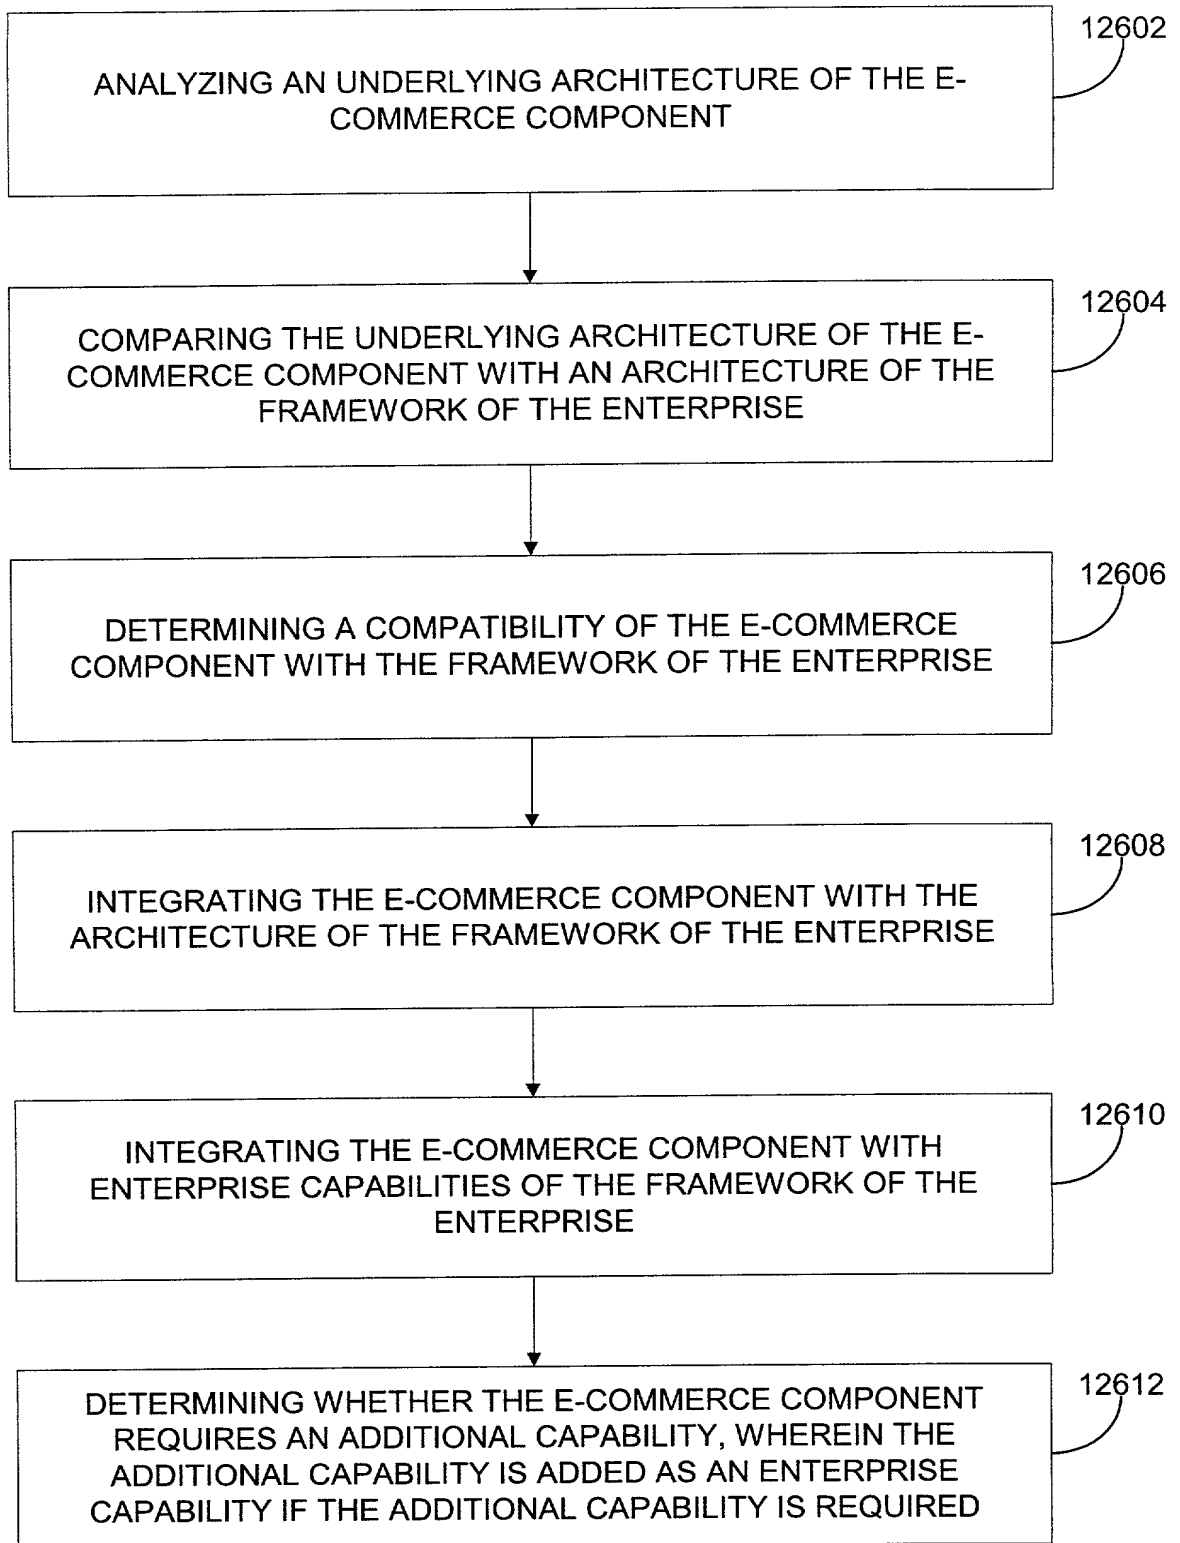 12602
ANALYZING AN UNDERLYING ARCHITECTURE OF THE E-
COMMERCE COMPONENT
12604
COMPARING THE UNDERLYING ARCHITECTURE OF THE E-
COMMERCE COMPONENT WITH AN ARCHITECTURE OF THE
FRAMEWORK OF THE ENTERPRISE
12606
DETERMINING A COMPATIBILITY OF THE E-COMMERCE
COMPONENT WITH THE FRAMEWORK OF THE ENTERPRISE
12608
INTEGRATING THE E-COMMERCE COMPONENT WITH THE
ARCHITECTURE OF THE FRAMEWORK OF THE ENTERPRISE
12610
INTEGRATING THE E-COMMERCE COMPONENT WITH
ENTERPRISE CAPABILITIES OF THE FRAMEWORK OF THE
ENTERPRISE
12612
DETERMINING WHETHER THE E-COMMERCE COMPONENT
REQUIRES AN ADDITIONAL CAPABILITY, WHEREIN THE
ADDITIONAL CAPABILITY IS ADDED AS AN ENTERPRISE
CAPABILITY IF THE ADDITIONAL CAPABILITY IS REQUIRED